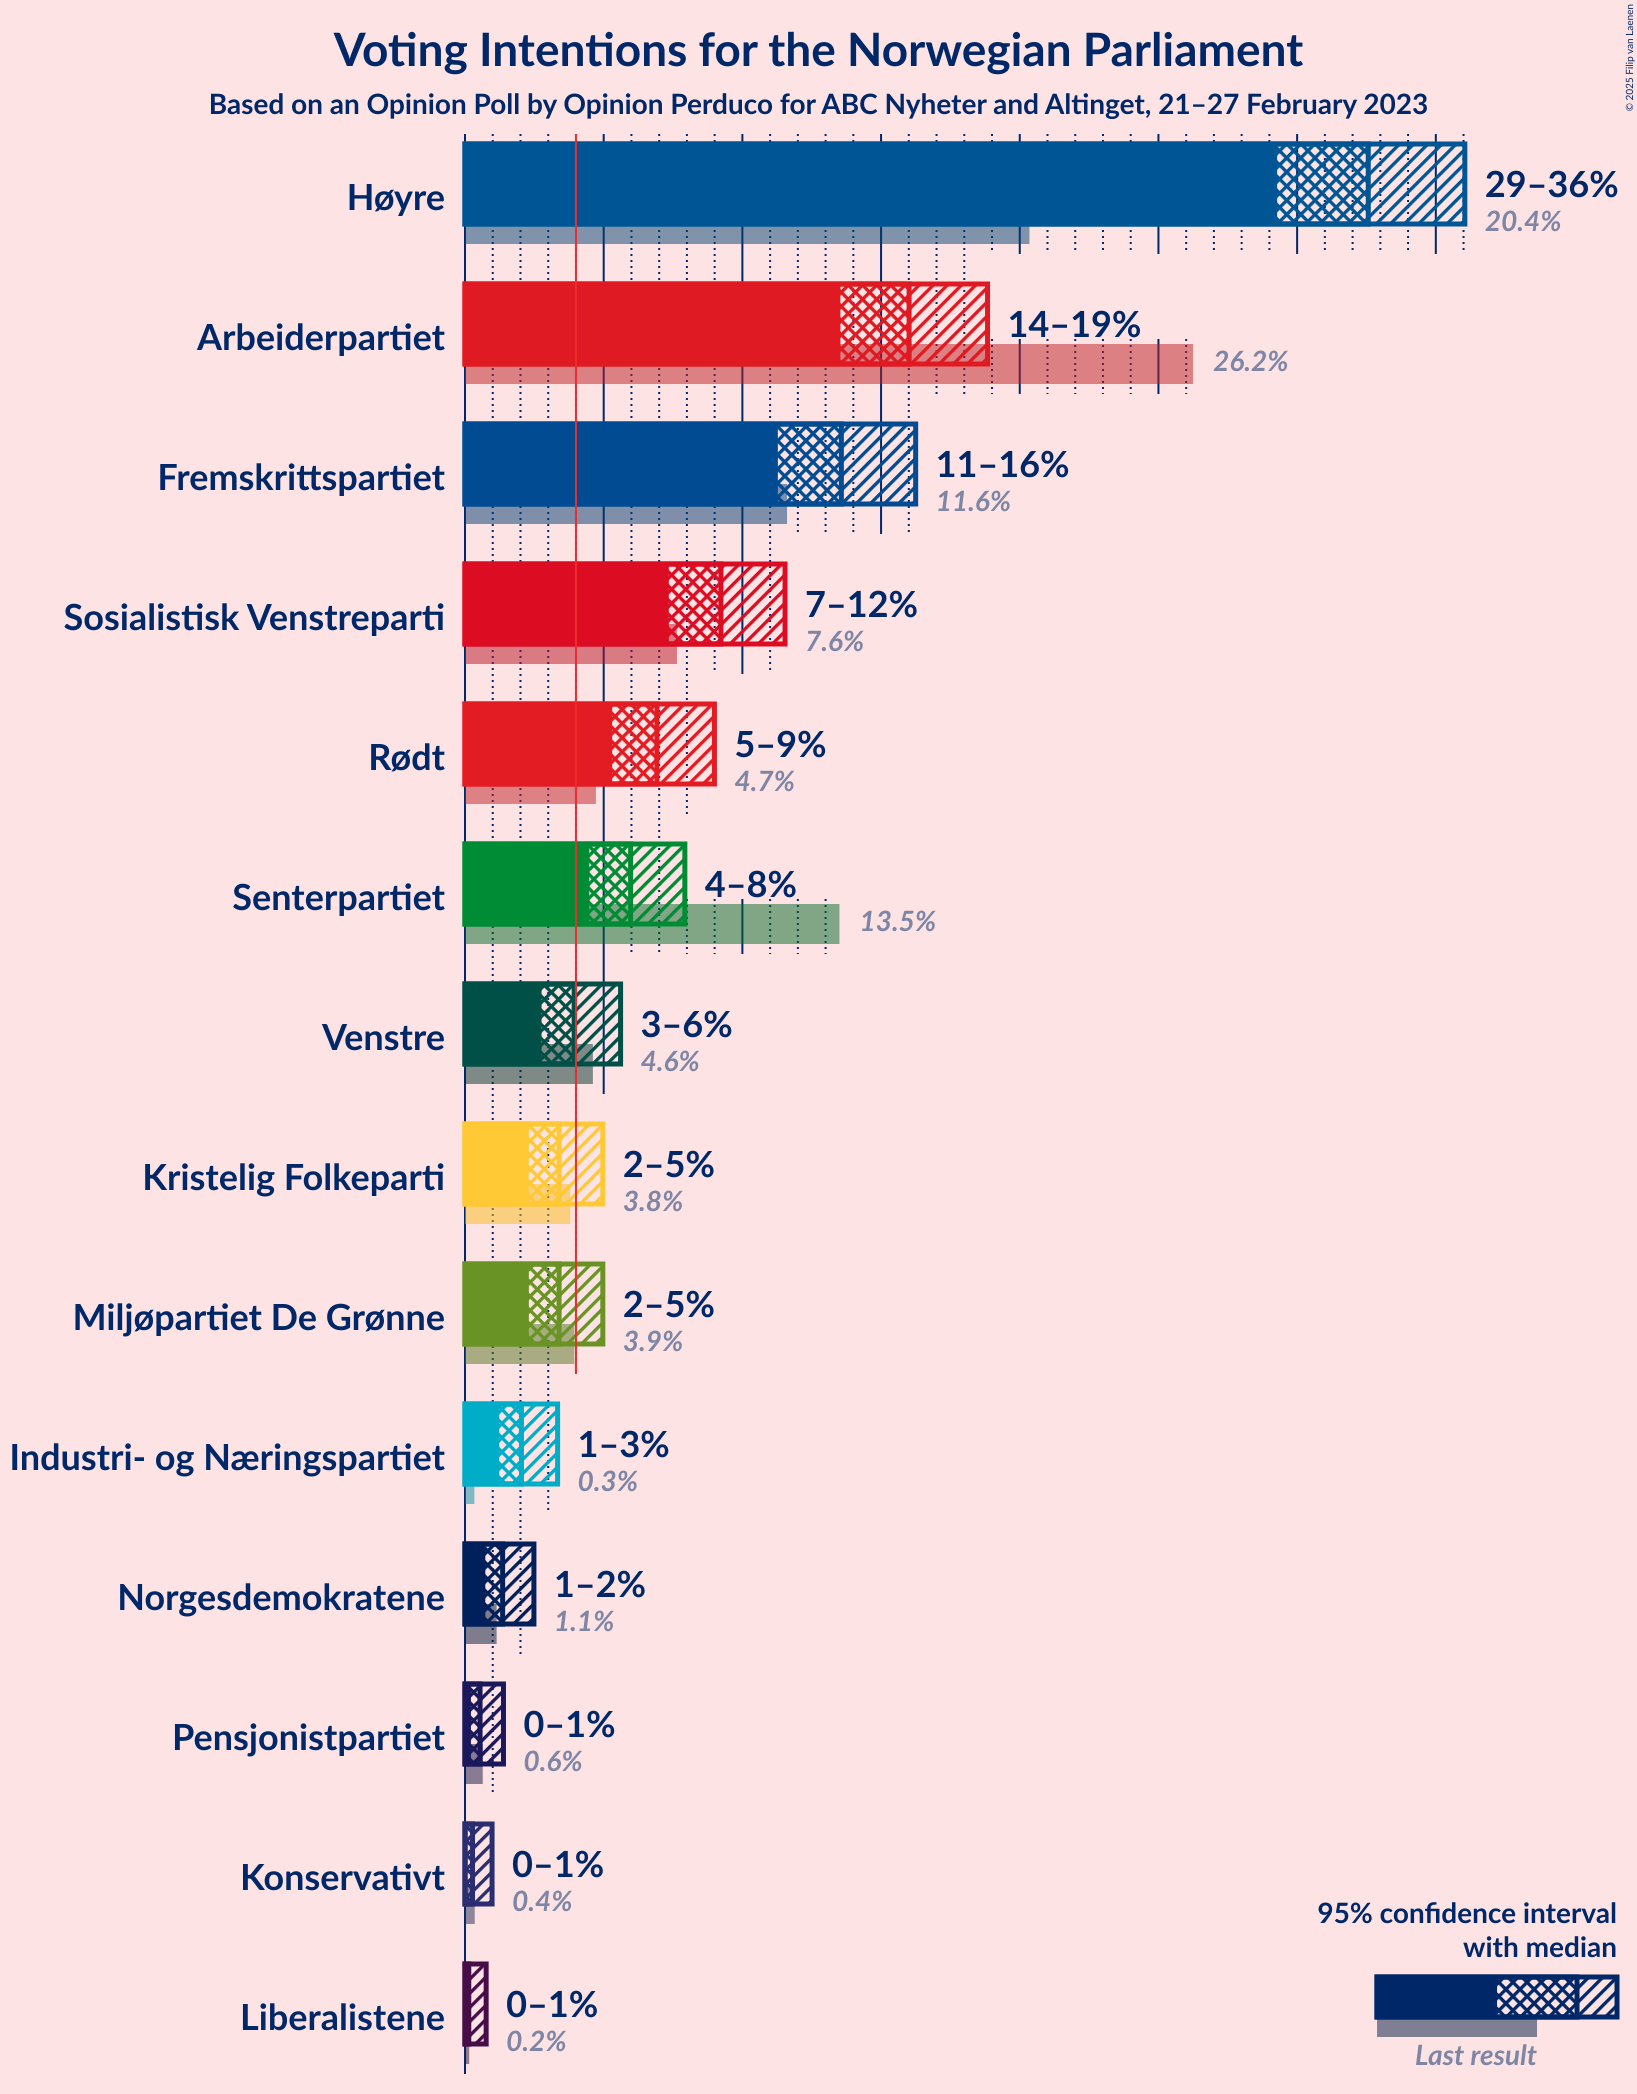 Voting Intentions for the Norwegian Parliament
Based on an Opinion Poll by Opinion Perduco for ABC Nyheter and Altinget, 21–27 February 2023
© 2025 Filip van Laenen
Høyre
29–36%
20.4%
Arbeiderpartiet
14–19%
26.2%
Fremskrittspartiet
11–16%
11.6%
Sosialistisk Venstreparti
7–12%
7.6%
Rødt
5–9%
4.7%
Senterpartiet
4–8%
13.5%
Venstre
3–6%
4.6%
Kristelig Folkeparti
2–5%
3.8%
Miljøpartiet De Grønne
2–5%
3.9%
Industri- og Næringspartiet
1–3%
0.3%
Norgesdemokratene
1–2%
1.1%
Pensjonistpartiet
0–1%
0.6%
Konservativt
0–1%
0.4%
Liberalistene
0–1%
0.2%
95% confidence interval
with median
Last result